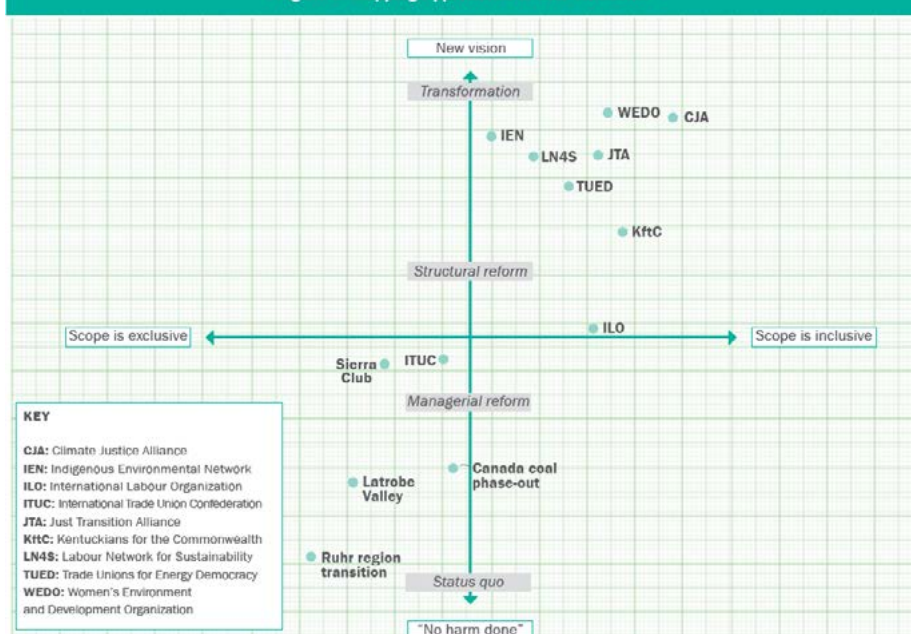 New vision
Transformation
WEDO
CJA
IEN
LN4S
JTA
TUED
KftC
Structural reform
ILO
Scope is exclusive
Scope is inclusive
Sierra
Club
ITUC
Managerial reform
KEY
CJA: Climate Justice Alliance
IEN: Indigenous Environmental Network
ILO: International Labour Organization
ITUC: International Trade Union Confederation
JTA: Just Transition Alliance
KftC: Kentuckians for the Commonwealth
LN4S: Labour Network for Sustainability
TUED: Trade Unions for Energy Democracy
WEDO: Women's Environment
and Development Organization
Canada coal
phase-out
Latrobe
Valley
Ruhr region
transition
Status quo
"No harm done"